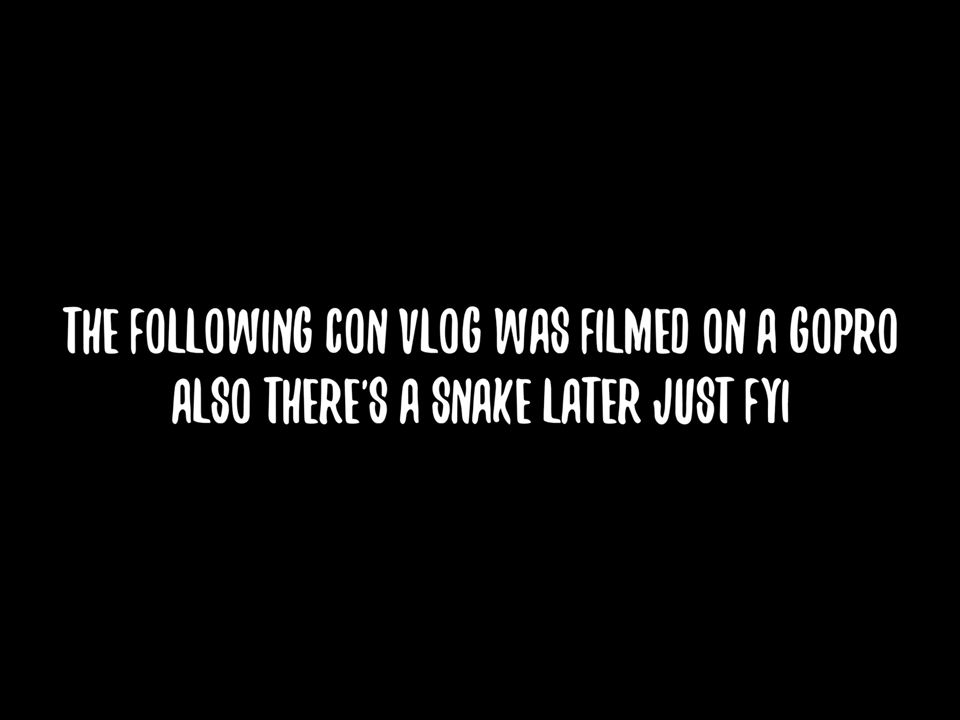 THE FOLLOWING CON VLOG WAS FILMED ON A GOPRO
ALSO THERE'S A SNAKE LATER JUST FYI